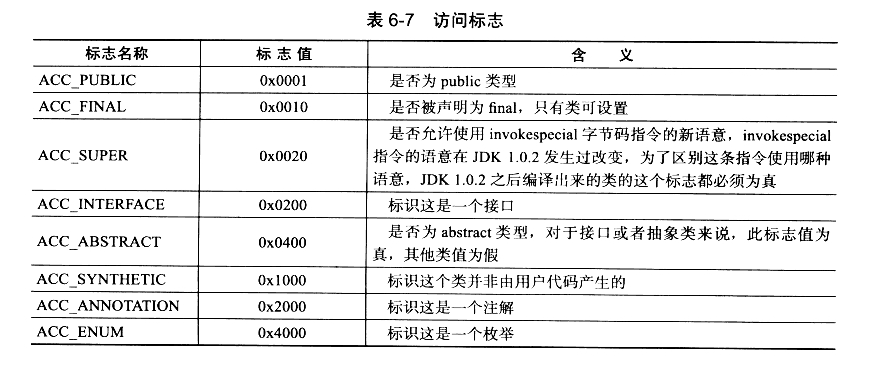 表 6-7 访问标志
标志名称 标 志 值 含 义
ACC_PUBLIC 0x0001 是否为 public 类型
ACC_FINAL 0x0010 是否被声明为 final，只有类可设置
是否允许使用 invokespecial 字节码指令的新语意，invokespecial
ACC_SUPER 0x0020 指令的语意在 JDK 1.0.2 发生过改变，为了区别这条指令使用哪种
语意，JDK 1.0.2 之后编译出来的类的这个标志都必须为真
ACC_INTERFACE 0x0200 标识这是一个接口
ACC_ABSTRACT 0x0400 是否为 abstract 类型，对于接口或者抽象类来说，此标志值为
真，其他类值为假
ACC_SYNTHETIC 0x1000 标识这个类并非由用户代码产生的
ACC_ANNOTATION 0x2000 标识这是一个注解
ACC_ENUM 0x4000 标识这是一个枚举